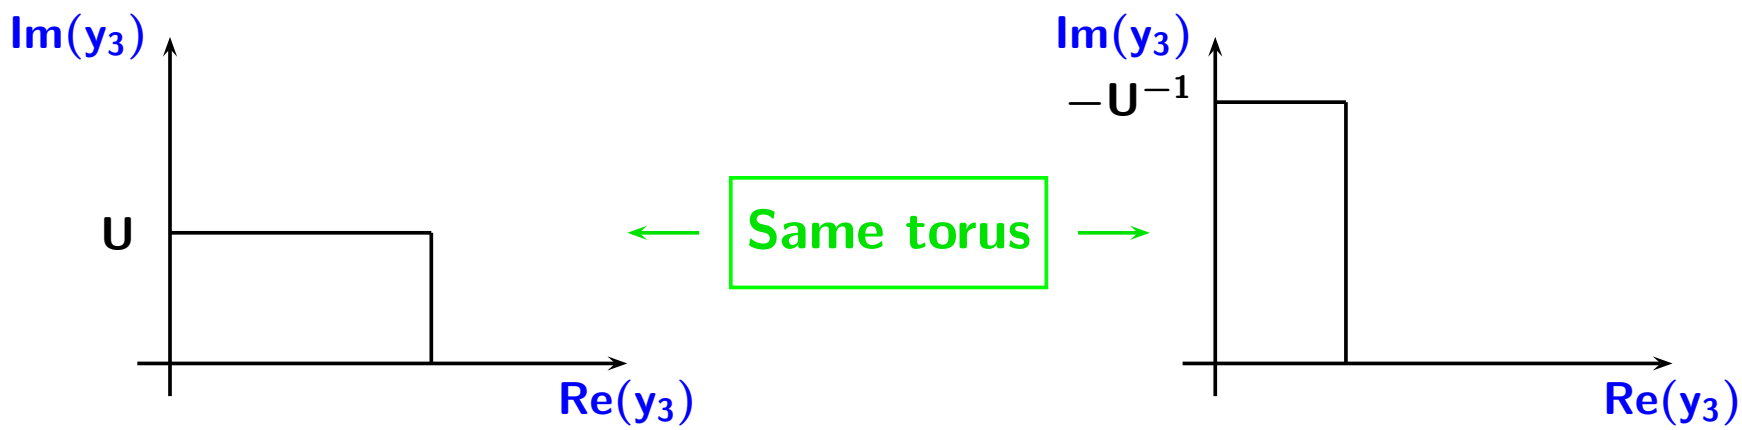 Im(y₃)
U
Re(y₃)
Same torus
Im(y₃)
−U⁻¹
Re(y₃)